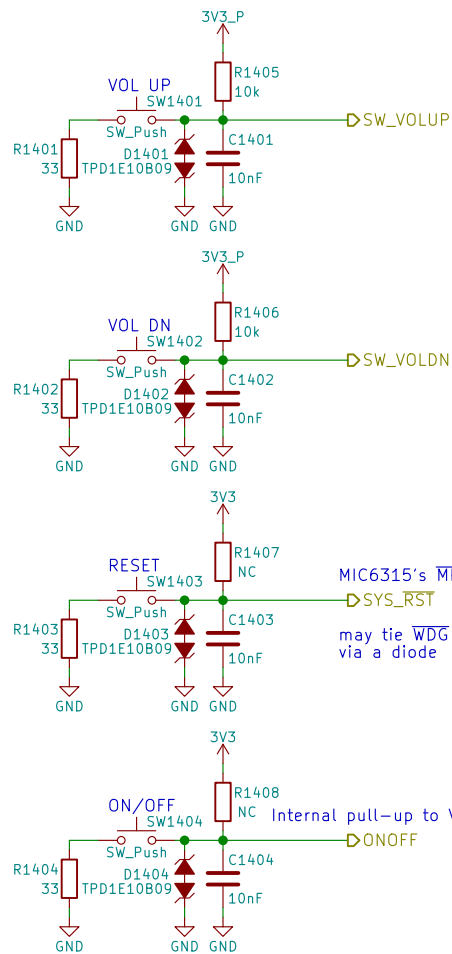 3V3_P
R1405
10k
VOL UP
SW1401
SW_Push
SW_VOLUP
R1401
33
D1401
TPD1E10B09
C1401
10nF
GND
GND
GND
3V3_P
R1406
10k
VOL DN
SW1402
SW_Push
SW_VOLDN
R1402
33
D1402
TPD1E10B09
C1402
10nF
GND
GND
GND
3V3
R1407
NC
RESET
SW1403
SW_Push
MIC6315's
SYS_RST
R1403
33
D1403
TPD1E10B09
C1403
10nF
may tie WDG
via a diode
GND
GND
GND
3V3
R1408
NC
ON/OFF
SW1404
SW_Push
Internal pull-up to
ONOFF
R1404
33
D1404
TPD1E10B09
C1404
10nF
GND
GND
GND